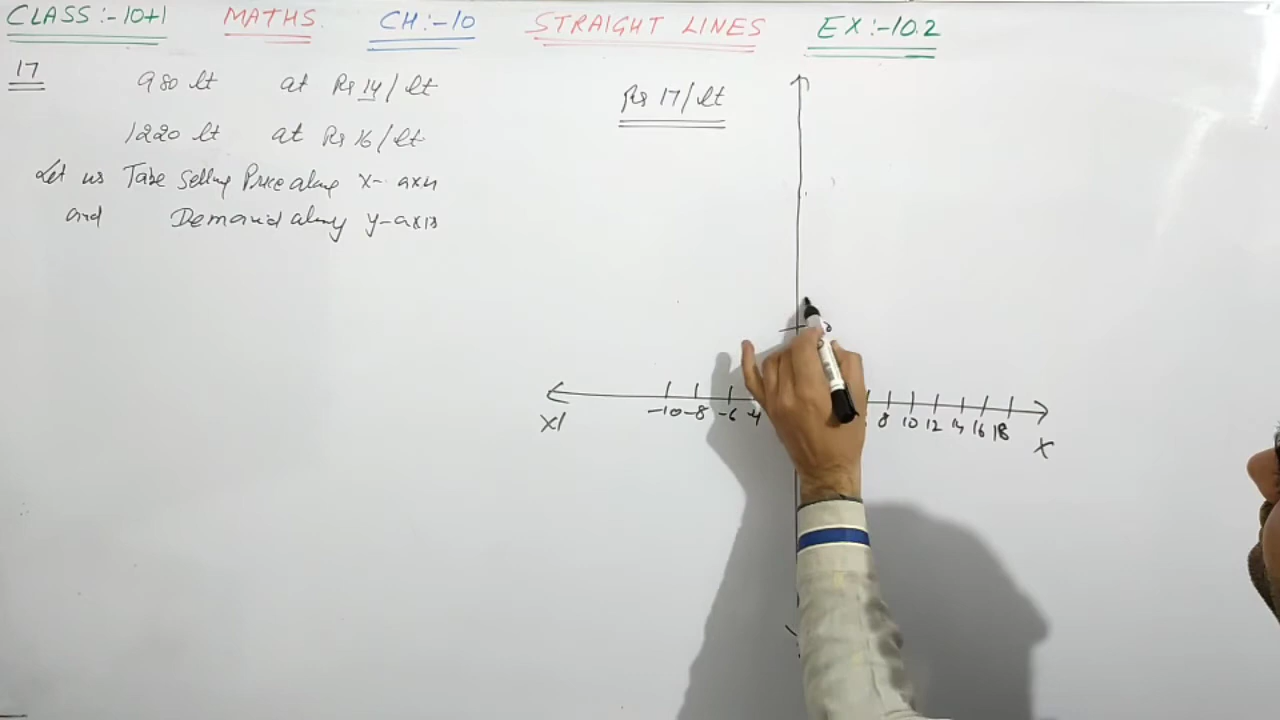 CLASS:-10+1 MATHS. CH:-10 STRAIGHT LINES EX:-10.2
17 980 lt at Rs 14/lt
1220 lt at Rs 16/lt
Rs 17/lt
Let us Take Selling Price along x-axis
and Demand along y-axis
-10 -8 -6 -4 8 10 12 14 16 18
X' X